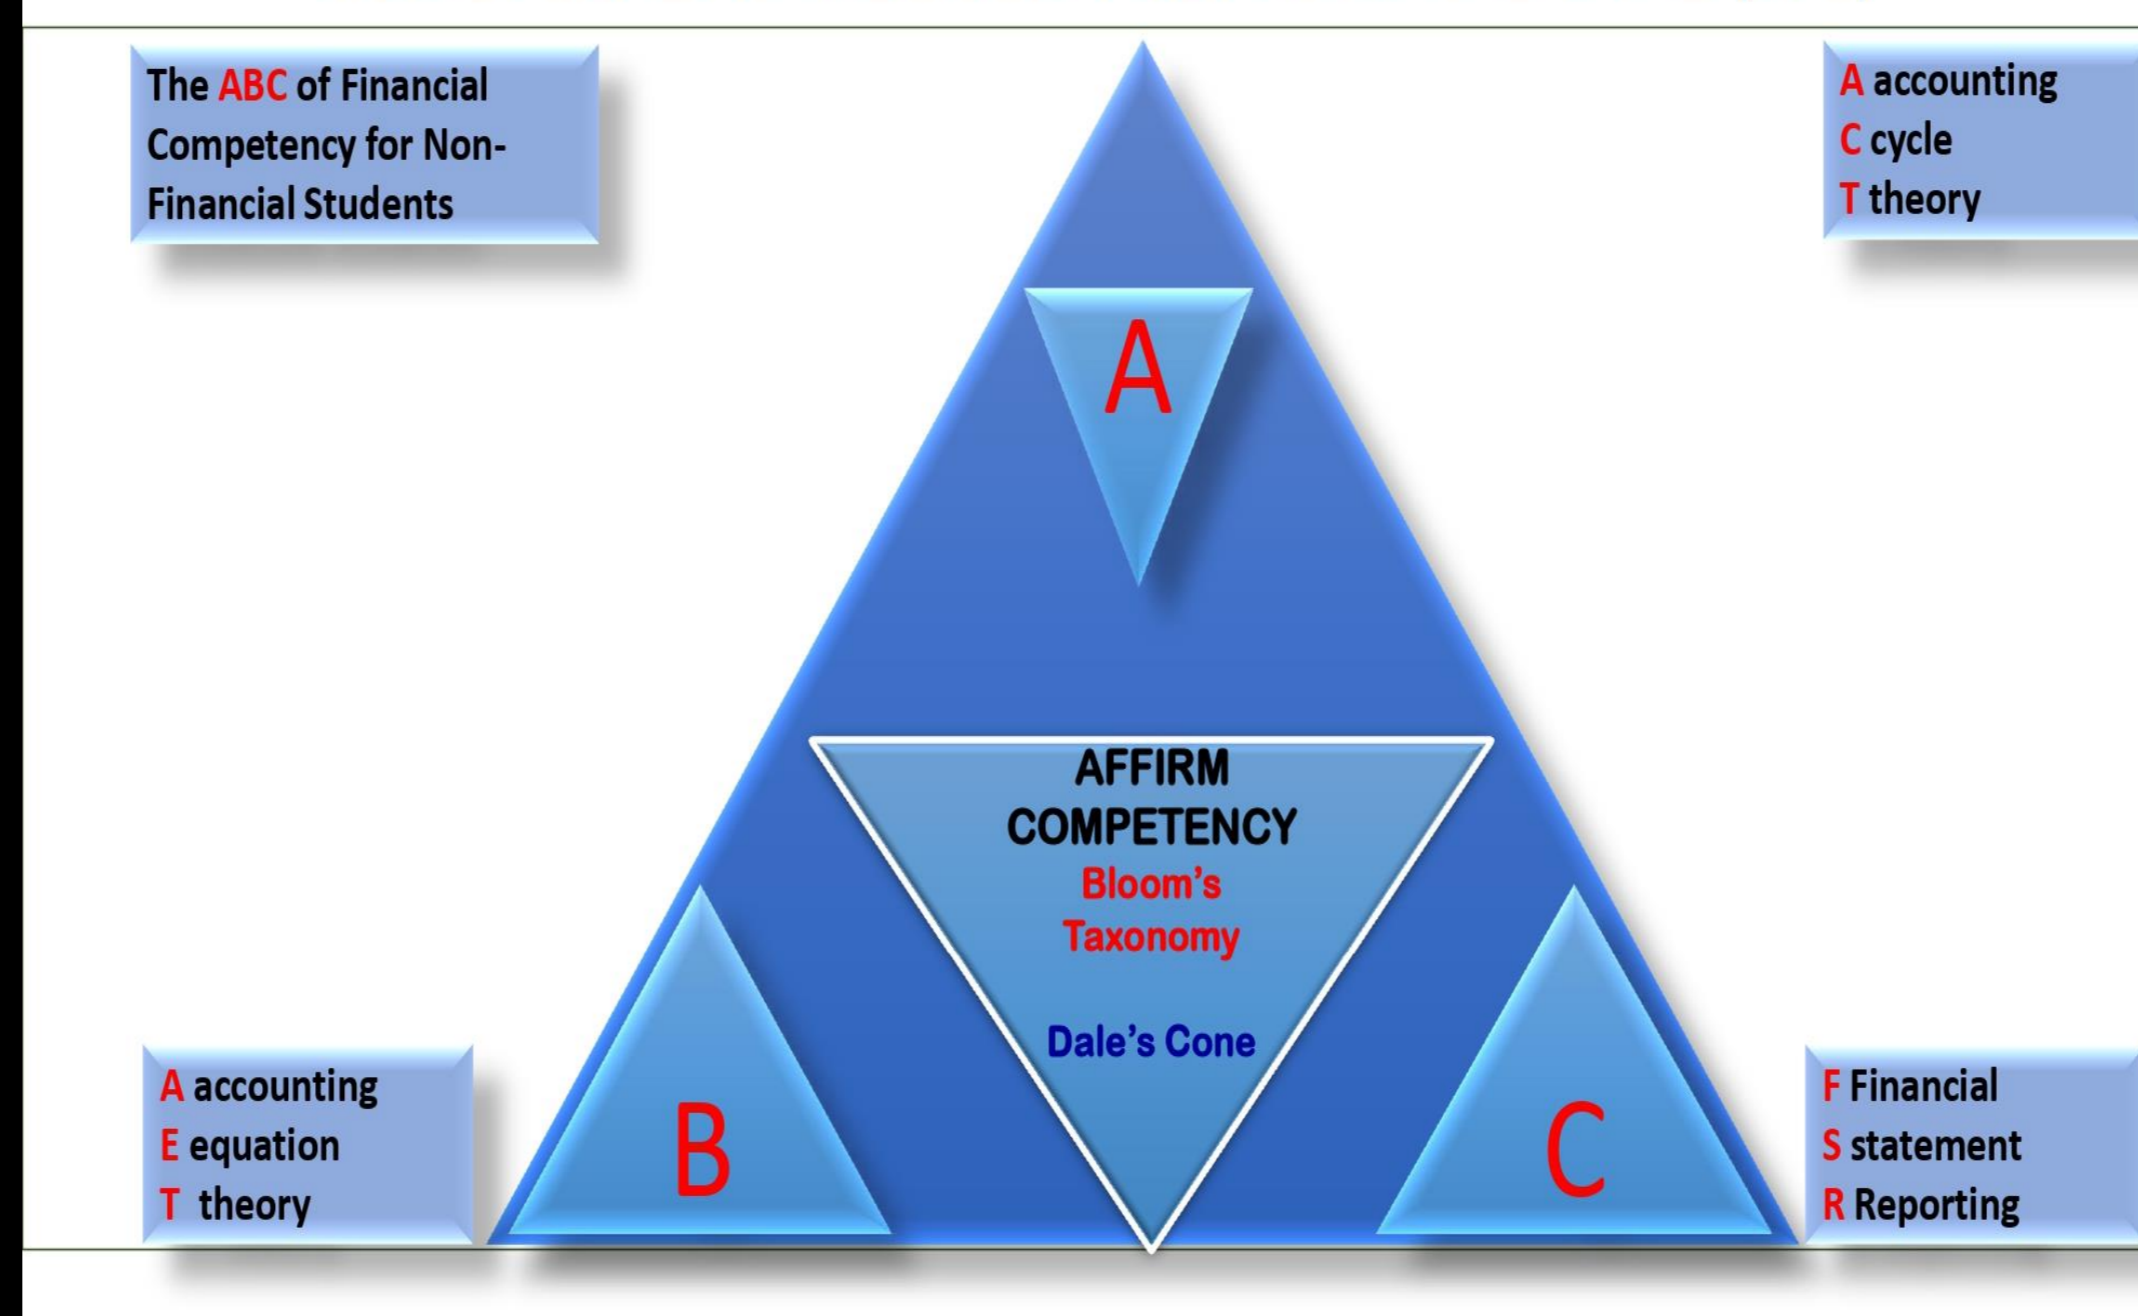 The ABC of Financial
Competency for Non-
Financial Students
A accounting
C cycle
T theory
A
AFFIRM
COMPETENCY
Bloom's
Taxonomy
Dale's Cone
B
C
A accounting
E equation
T theory
F Financial
S statement
R Reporting